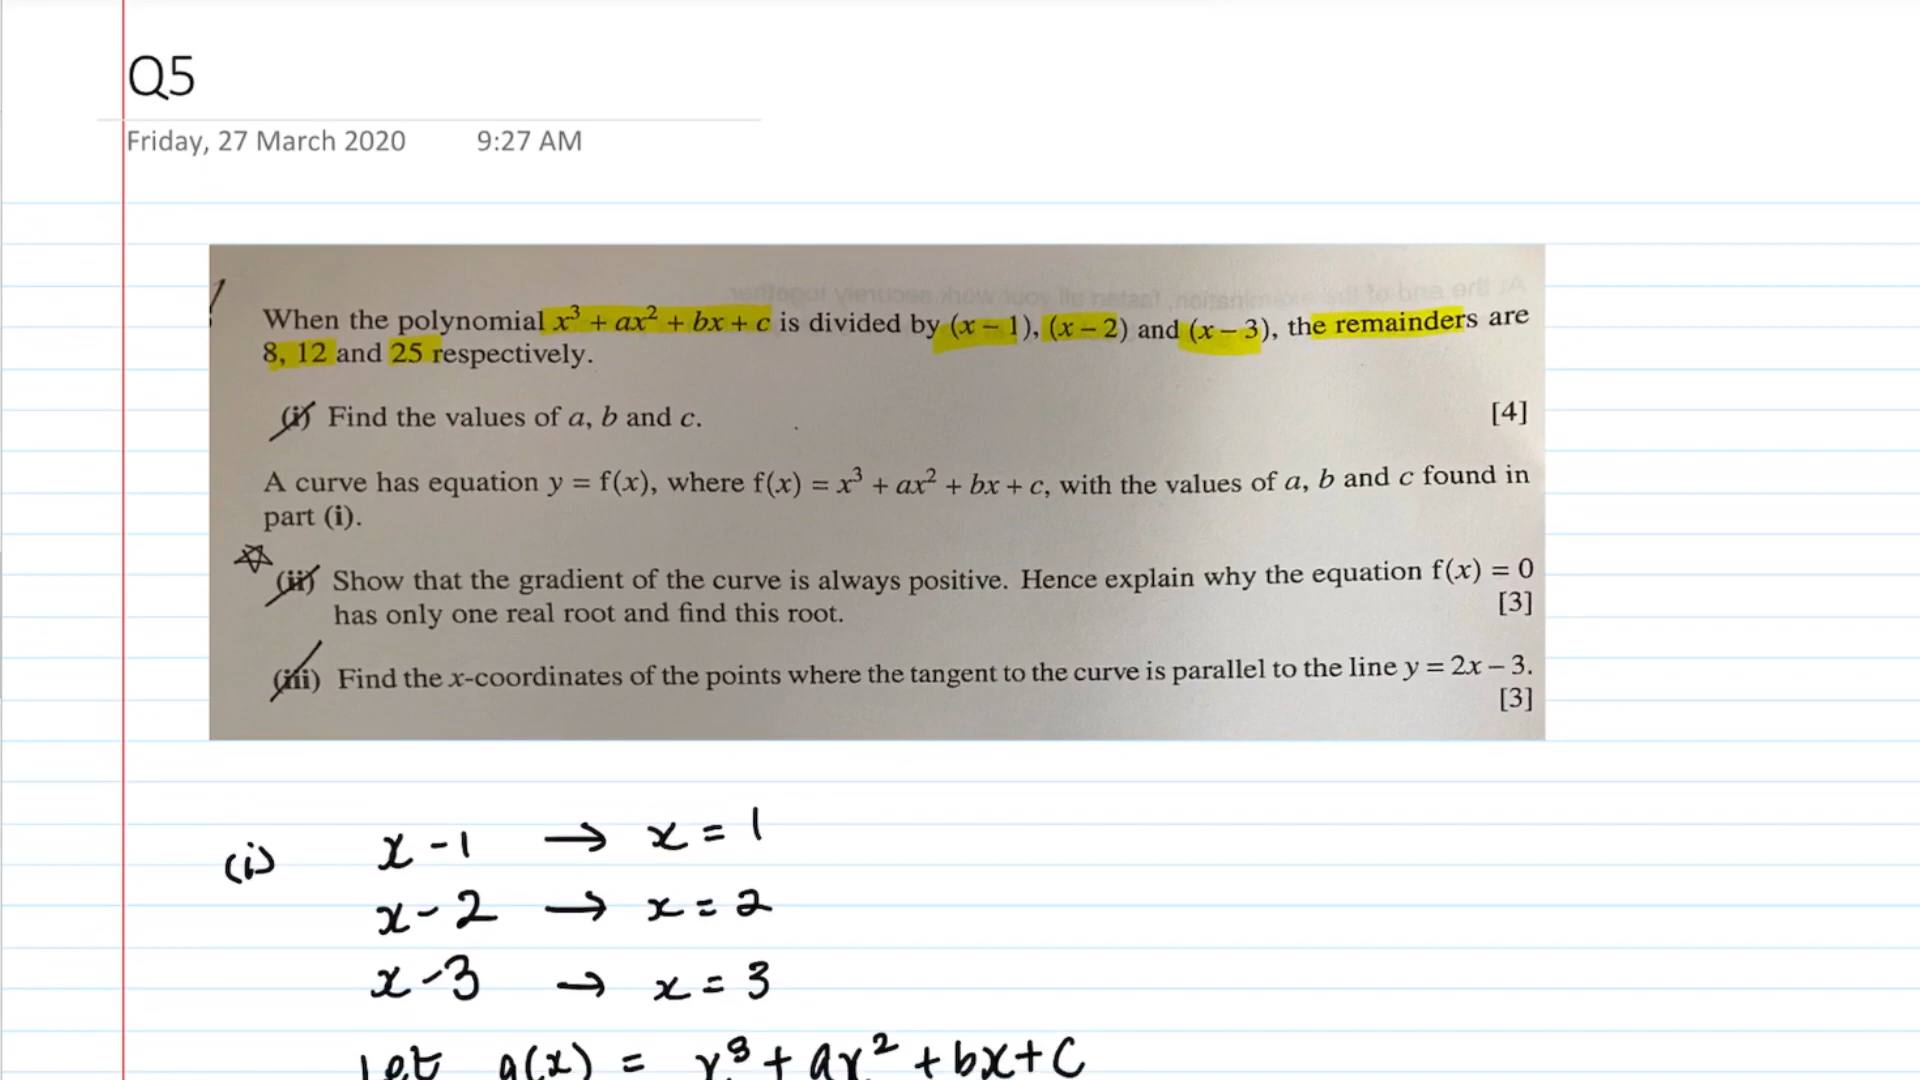 Q5
Friday, 27 March 2020 9:27 AM
When the polynomial x³ + ax² + bx + c is divided by (x – 1), (x – 2) and (x – 3), the remainders are
8, 12 and 25 respectively.
(i) Find the values of a, b and c. [4]
A curve has equation y = f(x), where f(x) = x³ + ax² + bx + c, with the values of a, b and c found in
part (i).
(ii) Show that the gradient of the curve is always positive. Hence explain why the equation f(x) = 0
has only one real root and find this root. [3]
(iii) Find the x-coordinates of the points where the tangent to the curve is parallel to the line y = 2x – 3.
[3]
(i) x - 1 → x = 1
x - 2 → x = 2
x - 3 → x = 3
Let g(x) = x³ + ax² + bx + c